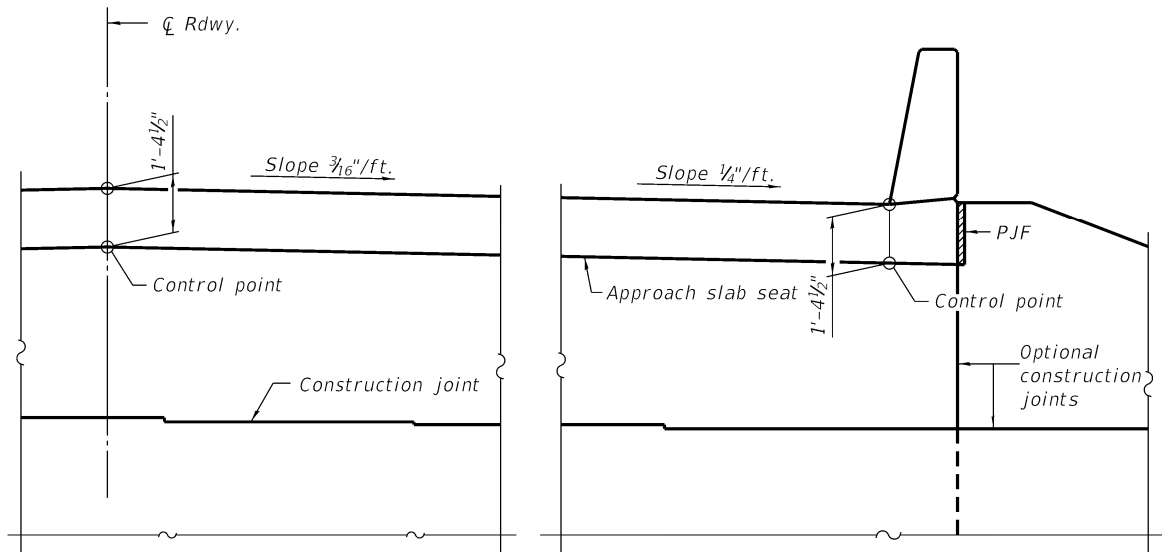 ℄ Rdwy.
1'-4½"
Slope ³⁄₁₆"/ft.
Control point
Construction joint
Slope ¼"/ft.
PJF
Approach slab seat
1'-4½"
Control point
Optional
construction
joints